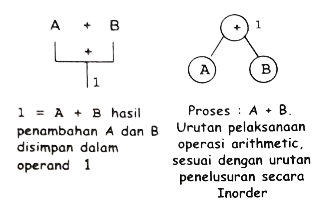 A + B
+
1
1 = A + B hasil
penambahan A dan B
disimpan dalam
operand 1
+ 1
A B
Proses : A + B.
Urutan pelaksanaan
operasi arithmetic,
sesuai dengan urutan
penelusuran secara
Inorder